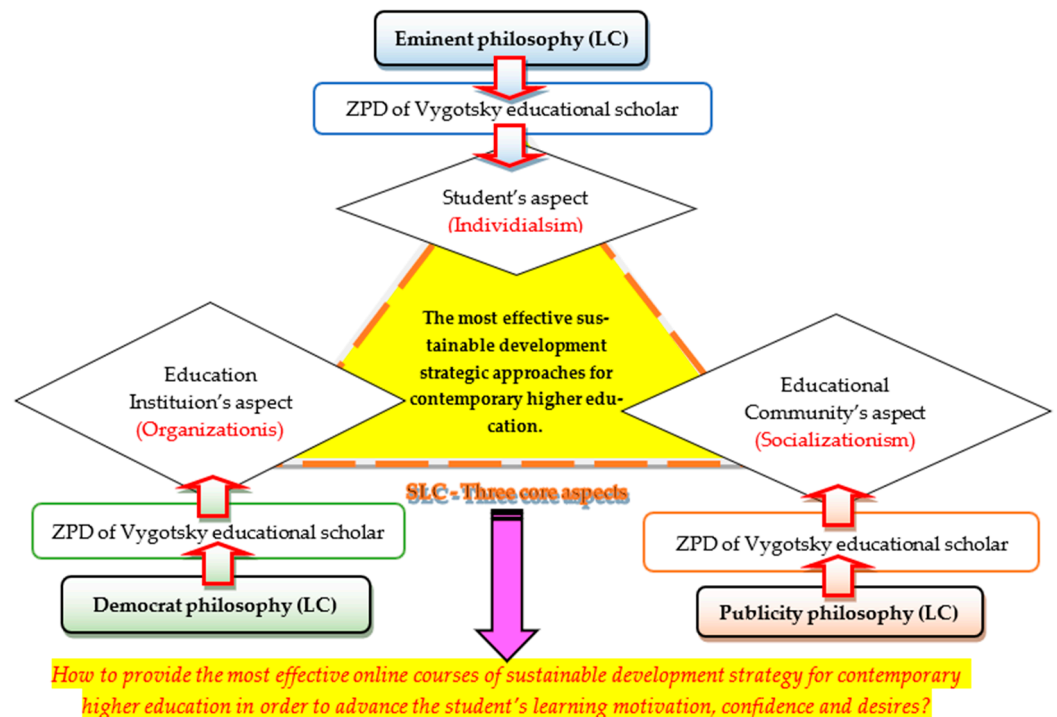 Eminent philosophy (LC)
ZPD of Vygotsky educational scholar
Student's aspect
(Individialsim)
The most effective sus-
tainable development
strategic approaches for
contemporary higher edu-
cation.
Education
Instituion's aspect
(Organizationis)
Educational
Community's aspect
(Socializationism)
SLC - Three core aspects
ZPD of Vygotsky educational scholar
ZPD of Vygotsky educational scholar
Democrat philosophy (LC)
Publicity philosophy (LC)
How to provide the most effective online courses of sustainable development strategy for contemporary
higher education in order to advance the student's learning motivation, confidence and desires?